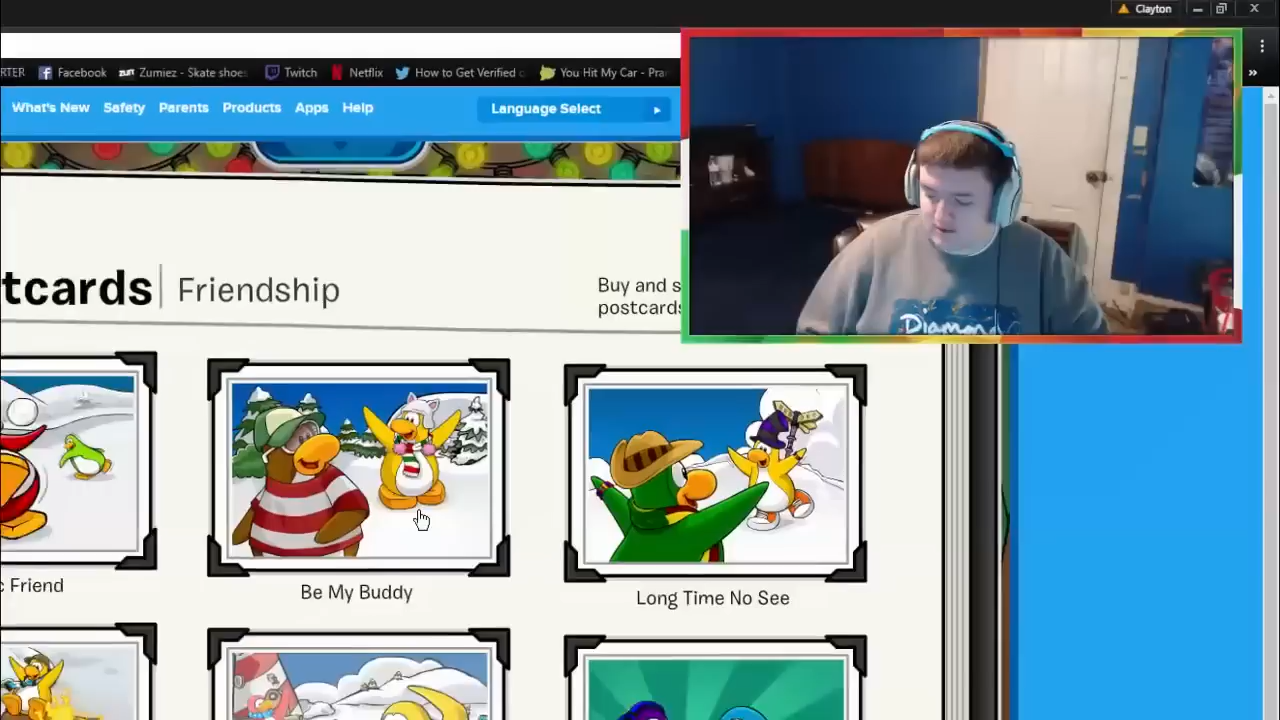 Clayton
RTER Facebook Zumiez - Skate shoes Twitch Netflix How to Get Verified You Hit My Car - Pran
What's New Safety Parents Products Apps Help Language Select
tcards Friendship
Buy and s
postcards
Diamond
c Friend
Be My Buddy
Long Time No See